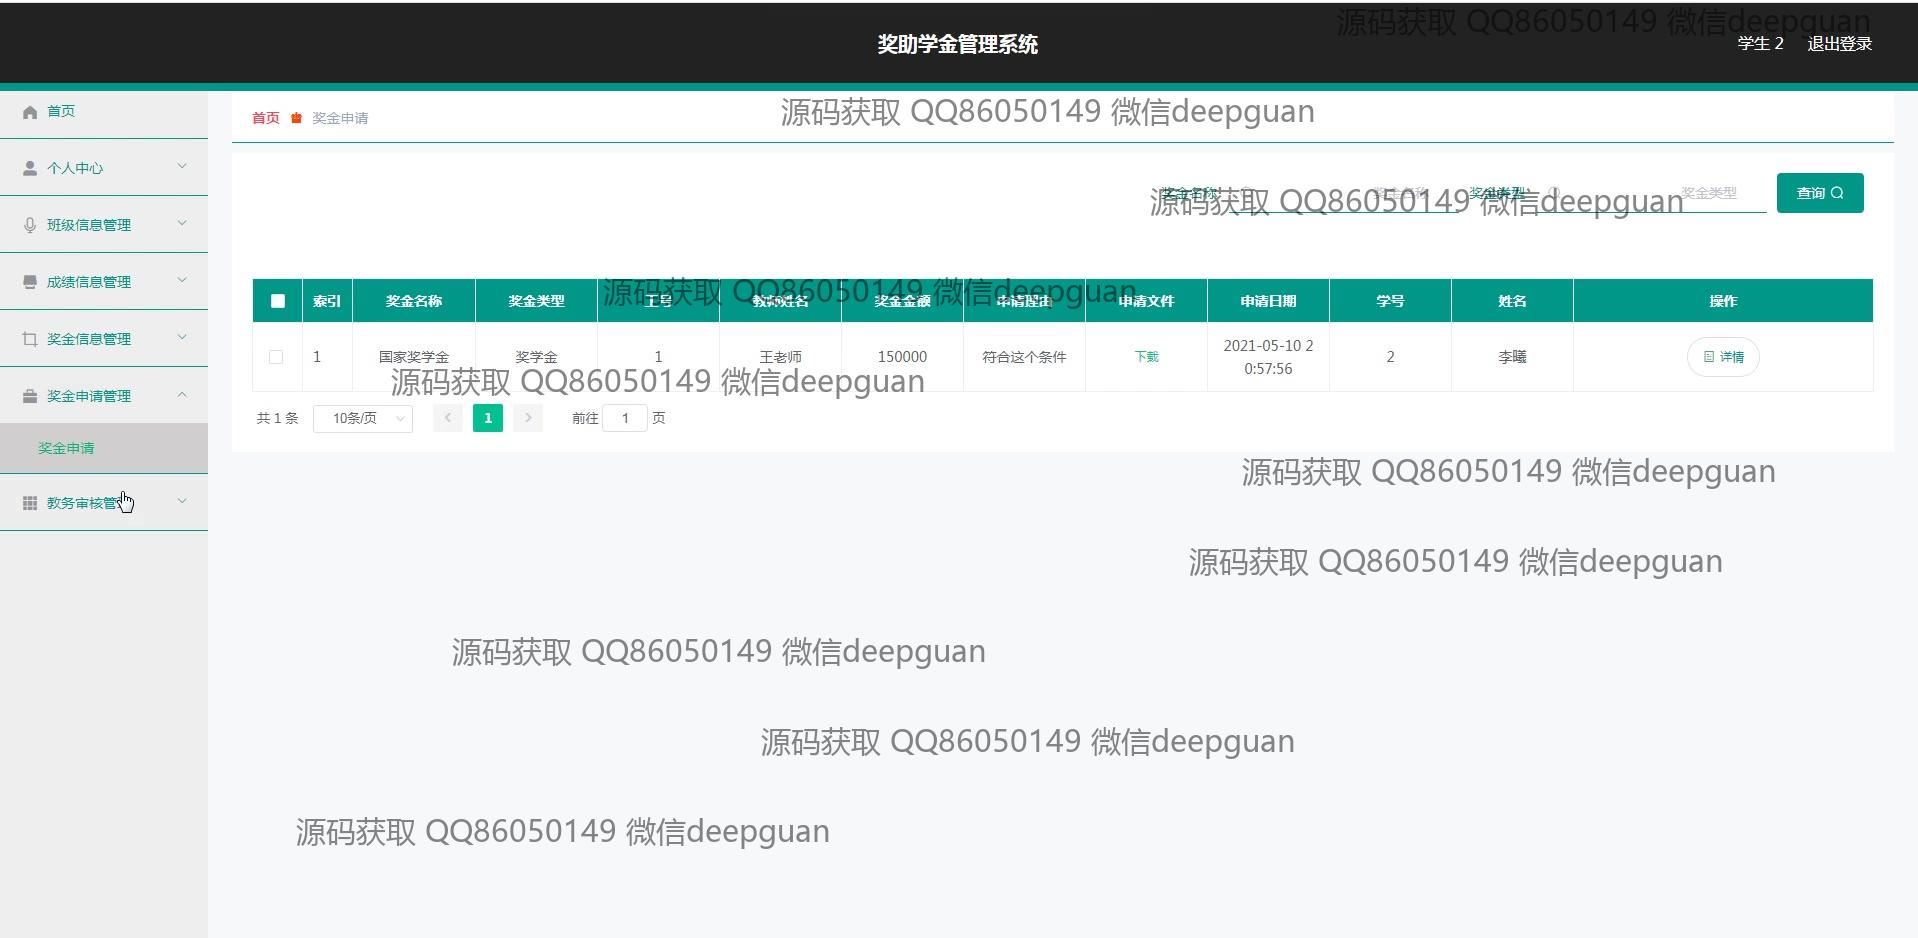 源码获取 QQ86050149 微信deepguan
奖助学金管理系统
学生 2 退出登录
首页
个人中心
班级信息管理
成绩信息管理
奖金信息管理
奖金申请管理
奖金申请
教务审核管理
首页 奖金申请
源码获取 QQ86050149 微信deepguan
奖金名称 奖金名称 奖金类型 奖金类型 查询
源码获取 QQ86050149 微信deepguan
源码获取 QQ86050149 微信deepguan
索引 奖金名称 奖金类型 工号 教师姓名 奖金金额 申请理由 申请文件 申请日期 学号 姓名 操作
1 国家奖学金 奖学金 1 王老师 150000 符合这个条件 下载 2021-05-10 2 2 李曦 详情
0:57:56
源码获取 QQ86050149 微信deepguan
共 1 条 10条/页 1 前往 1 页
源码获取 QQ86050149 微信deepguan
源码获取 QQ86050149 微信deepguan
源码获取 QQ86050149 微信deepguan
源码获取 QQ86050149 微信deepguan
源码获取 QQ86050149 微信deepguan